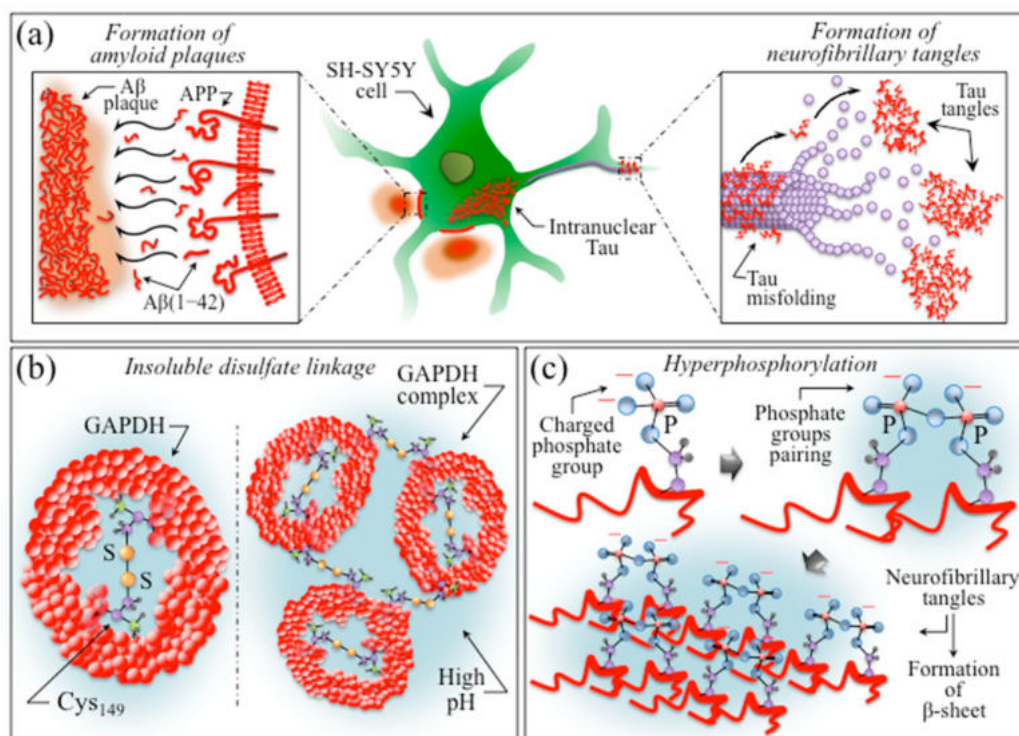 (a)
Formation of
amyloid plaques
Aβ
plaque
APP
Aβ(1−42)
SH-SY5Y
cell
Intranuclear
Tau
Formation of
neurofibrillary tangles
Tau
tangles
Tau
misfolding
(b)
Insoluble disulfate linkage
GAPDH
S
S
Cys149
GAPDH
complex
High
pH
(c)
Hyperphosphorylation
Charged
phosphate
group
P
Phosphate
groups
pairing
P
P
Neurofibrillary
tangles
Formation
of
β-sheet